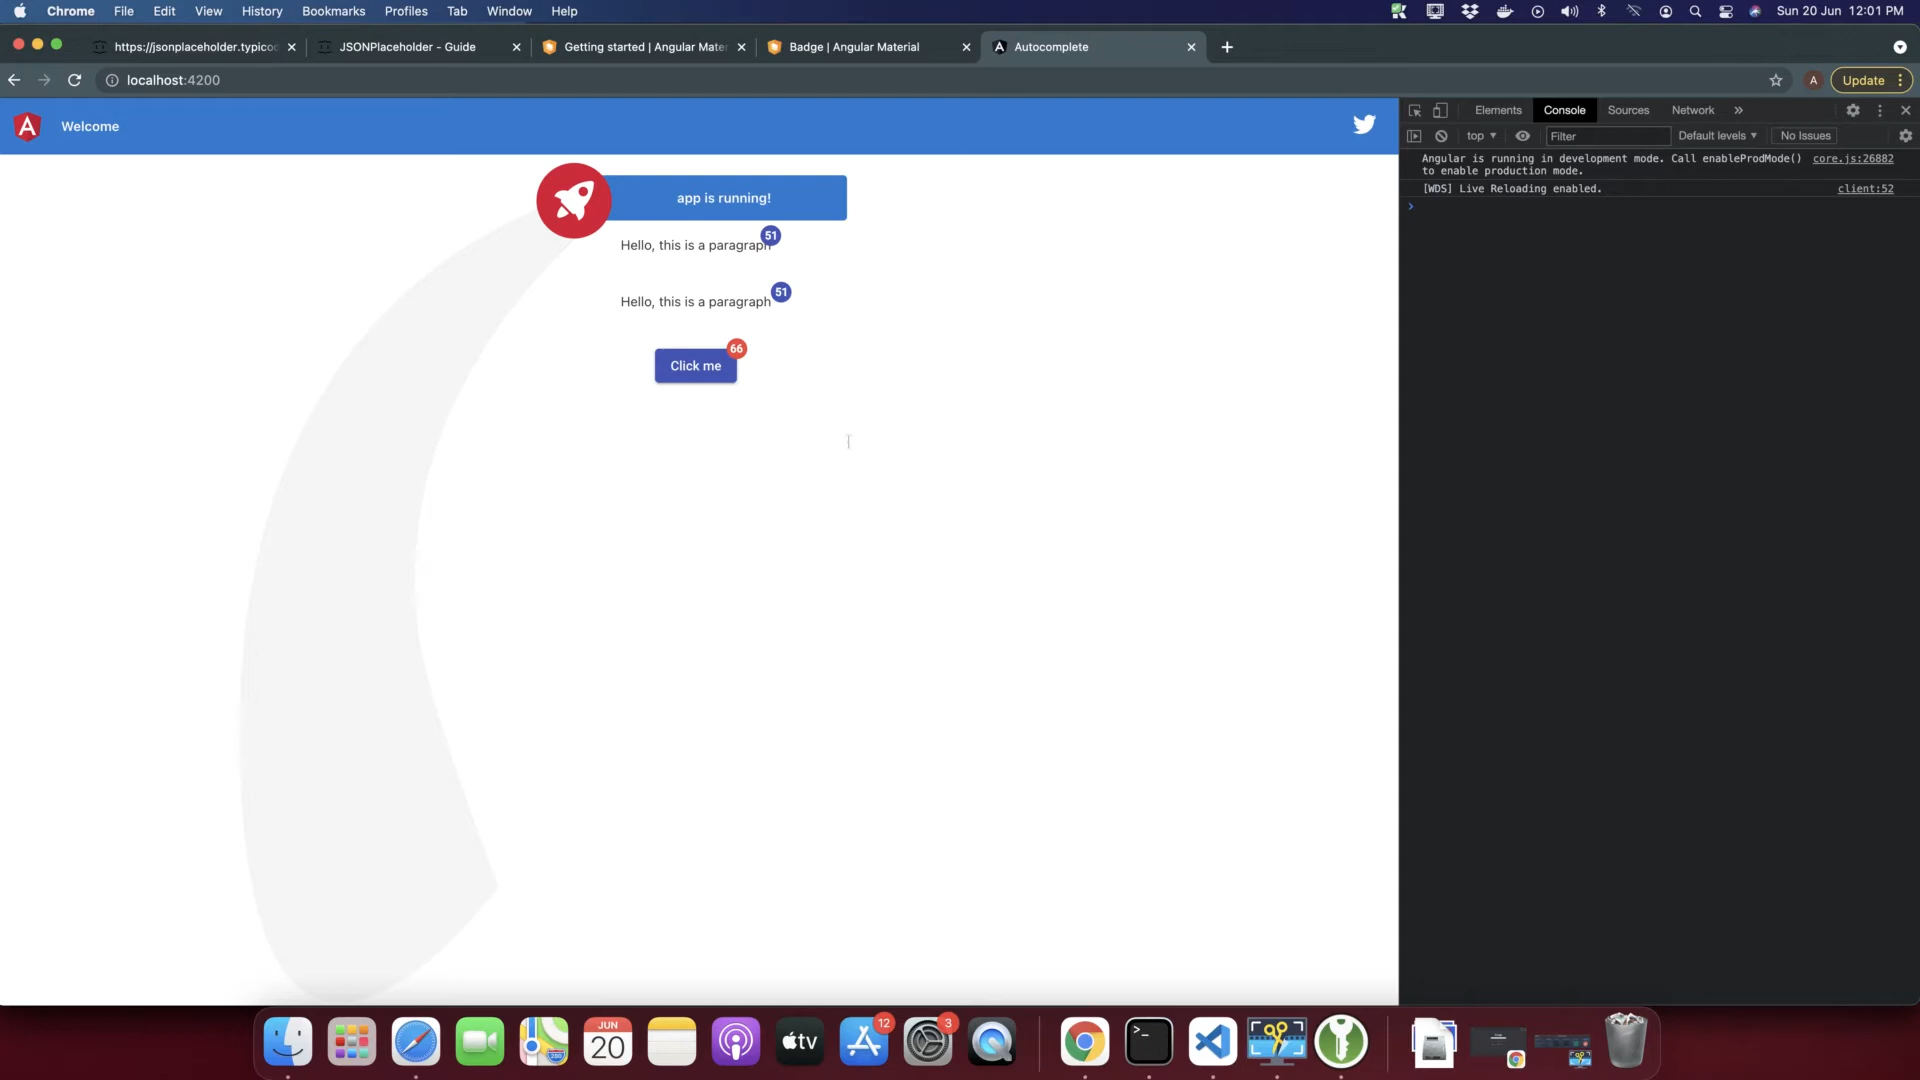 Chrome File Edit View History Bookmarks Profiles Tab Window Help Sun 20 Jun 12:01 PM
https://jsonplaceholder.typicod JSONPlaceholder - Guide Getting started | Angular Mater Badge | Angular Material Autocomplete
localhost:4200 A Update
Elements Console Sources Network
Welcome
top Filter Default levels No Issues
Angular is running in development mode. Call enableProdMode() core.js:26882
to enable production mode.
[WDS] Live Reloading enabled. client:52
app is running!
51
Hello, this is a paragraph
51
Hello, this is a paragraph
66
Click me
12 3
JUN
20
tv
280